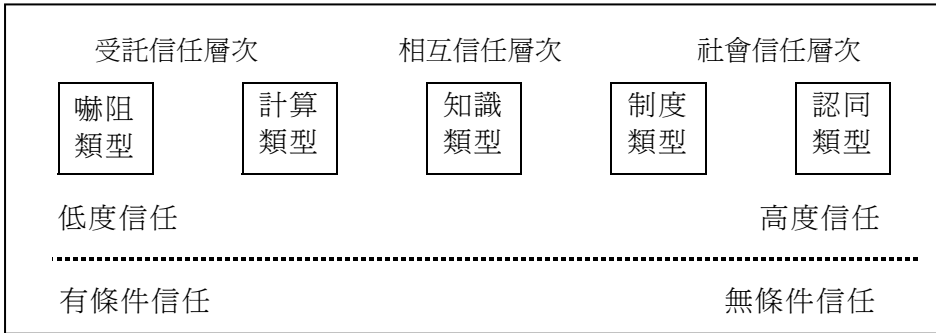 受託信任層次 相互信任層次 社會信任層次
嚇阻 計算 知識 制度 認同
類型 類型 類型 類型 類型
低度信任 高度信任
有條件信任 無條件信任